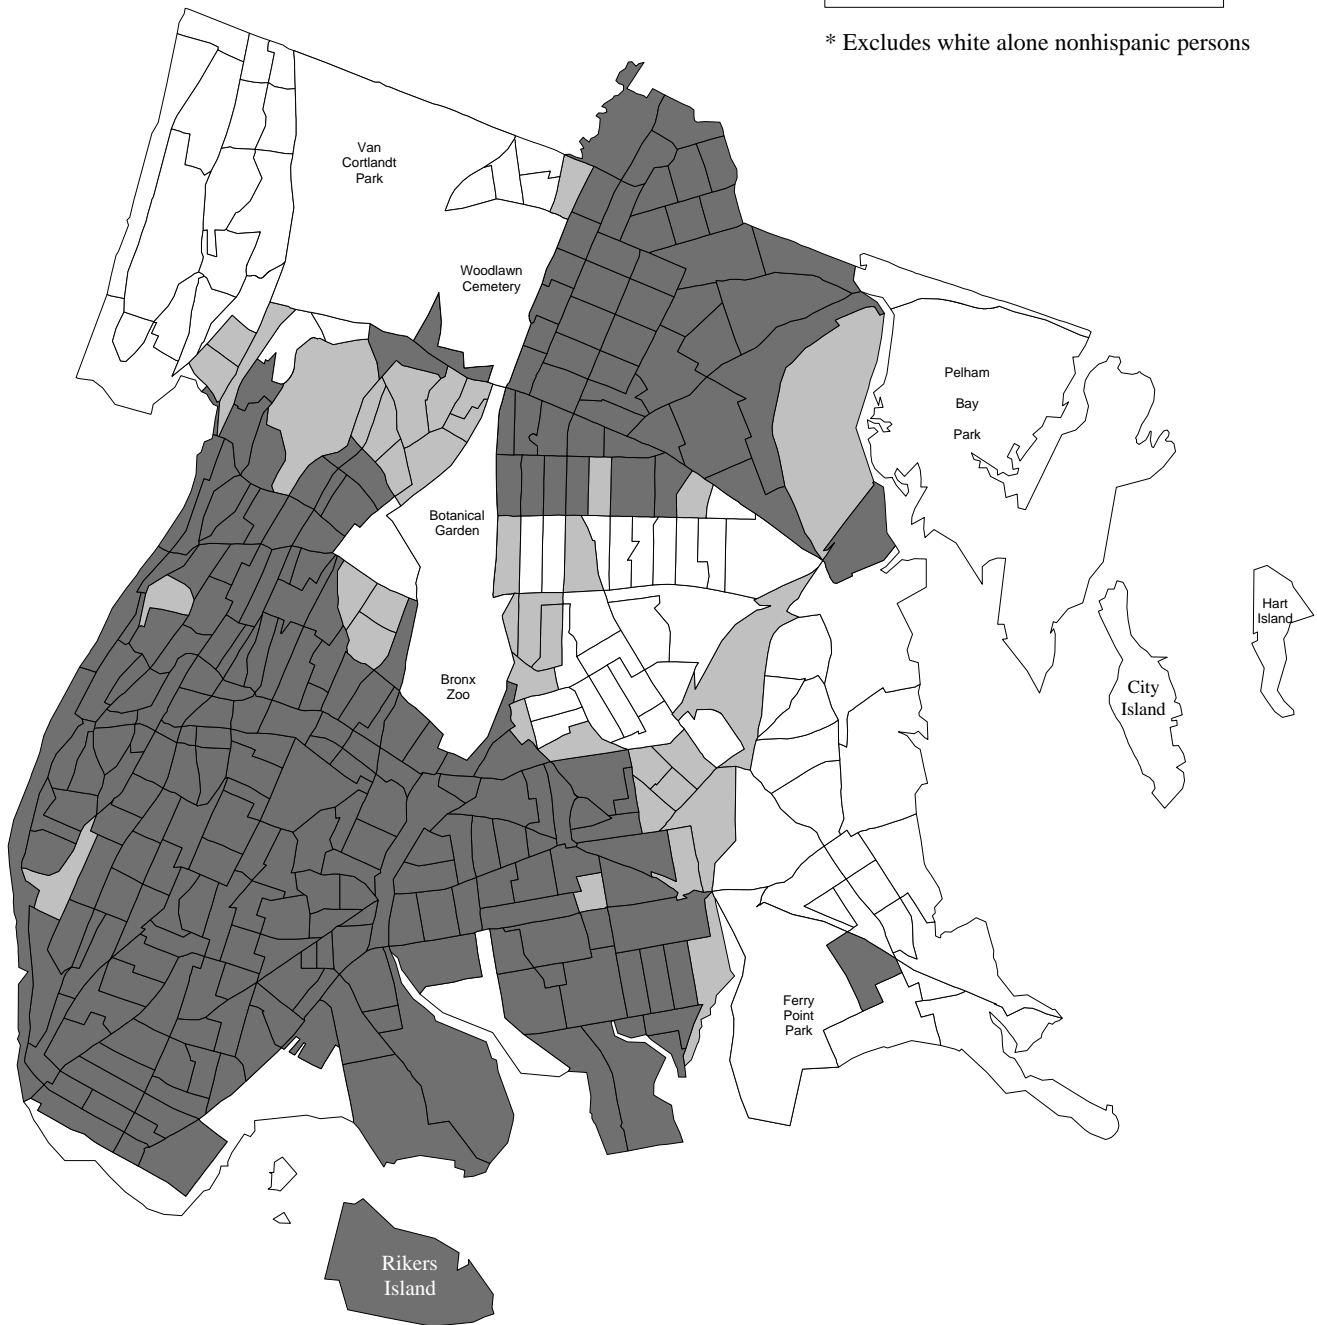 * Excludes white alone nonhispanic persons
Van
Cortlandt
Park
Woodlawn
Cemetery
Pelham
Bay
Park
Botanical
Garden
Hart
Island
Bronx
Zoo
City
Island
Ferry
Point
Park
Rikers
Island